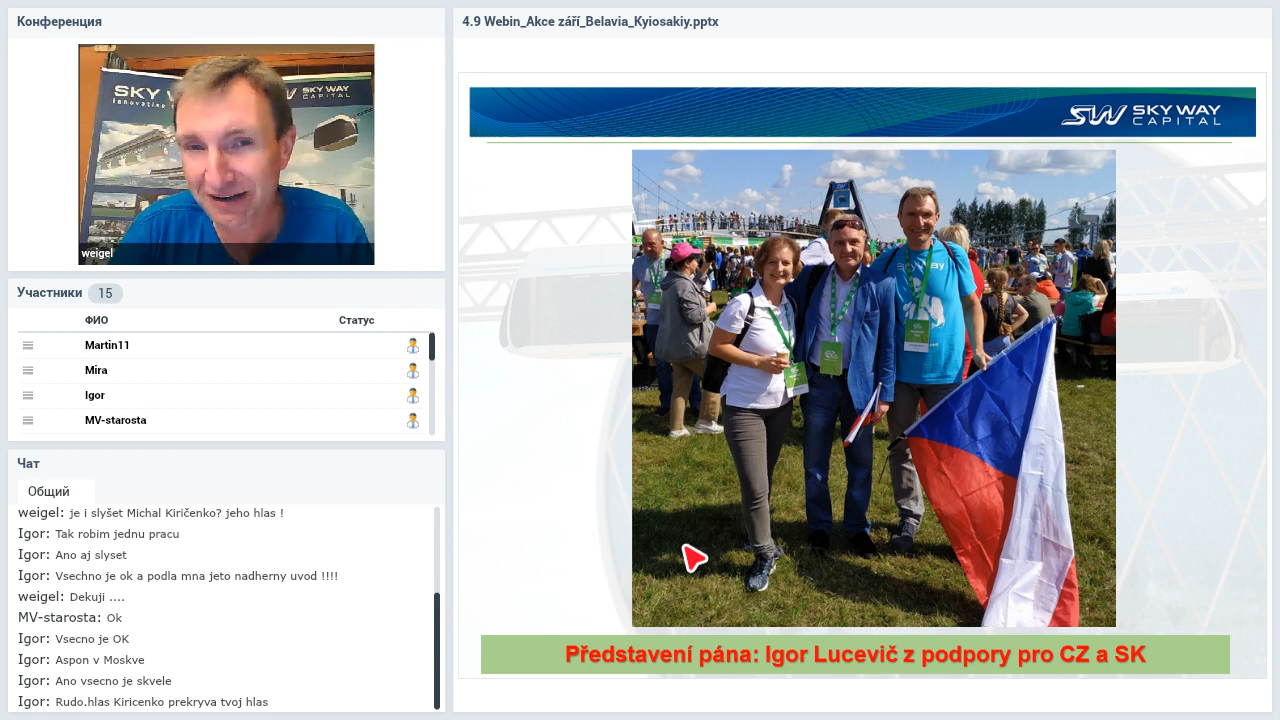 Конференция
SKY W
Innovative
SKY WAY
CAPITAL
weigel
Участники 15
ФИО Статус
Martin11
Mira
Igor
MV-starosta
Чат
Общий
weigel: je i slyšet Michal Kiričenko? jeho hlas !
Igor: Tak robim jednu pracu
Igor: Ano aj slyset
Igor: Vsechno je ok a podla mna jeto nadherny uvod !!!!
weigel: Dekuji ....
MV-starosta: Ok
Igor: Vsecno je OK
Igor: Aspon v Moskve
Igor: Ano vsecno je skvele
Igor: Rudo.hlas Kiricenko prekryva tvoj hlas
4.9 Webin_Akce září_Belavia_Kyiosakiy.pptx
SW SKY WAY
CAPITAL
Představení pána: Igor Lucevič z podpory pro CZ a SK